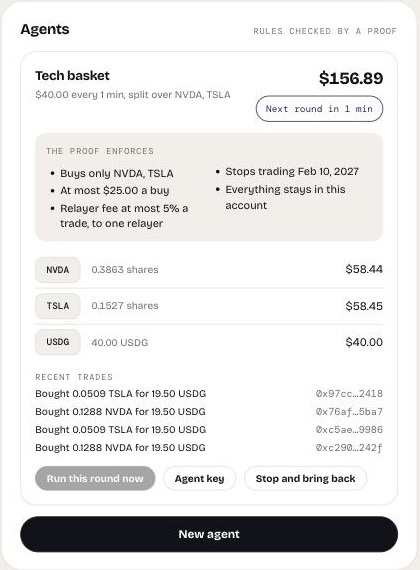 Agents
RULES CHECKED BY A PROOF
Tech basket
$156.89
$40.00 every 1 min, split over NVDA, TSLA
Next round in 1 min
THE PROOF ENFORCES
• Buys only NVDA, TSLA
• At most $25.00 a buy
• Relayer fee at most 5% a
trade, to one relayer
• Stops trading Feb 10, 2027
• Everything stays in this
account
NVDA 0.3863 shares $58.44
TSLA 0.1527 shares $58.45
USDG 40.00 USDG $40.00
RECENT TRADES
Bought 0.0509 TSLA for 19.50 USDG 0x97cc…2418
Bought 0.1288 NVDA for 19.50 USDG 0x76af…5ba7
Bought 0.0509 TSLA for 19.50 USDG 0xc5ae…9986
Bought 0.1288 NVDA for 19.50 USDG 0xc290…242f
Run this round now
Agent key
Stop and bring back
New agent